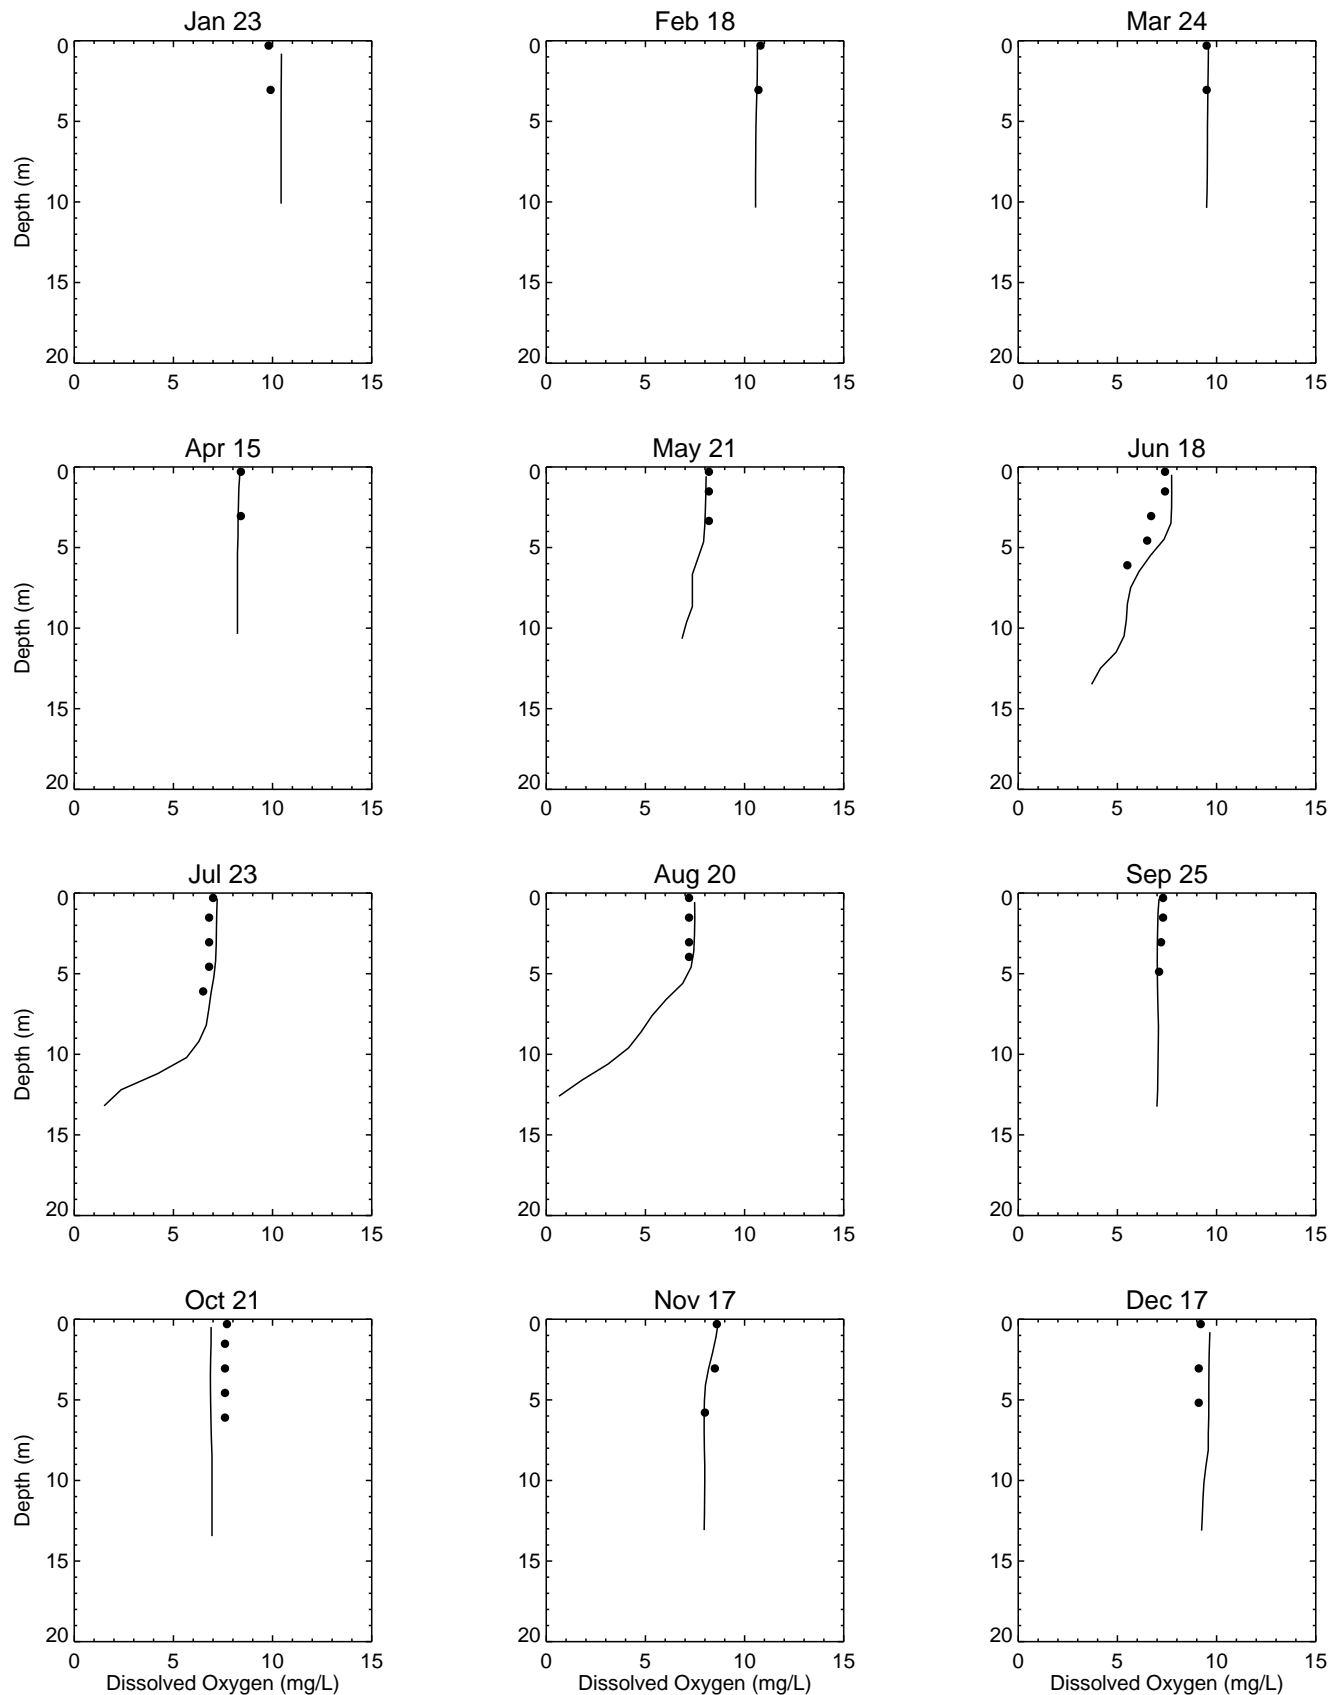 Jan 23 Feb 18 Mar 24
0 0 0
5 5 5
10 10 10
15 15 15
20 20 20
Depth (m)
0 5 10 15 0 5 10 15 0 5 10 15
Apr 15 May 21 Jun 18
0 0 0
5 5 5
10 10 10
15 15 15
20 20 20
Depth (m)
0 5 10 15 0 5 10 15 0 5 10 15
Jul 23 Aug 20 Sep 25
0 0 0
5 5 5
10 10 10
15 15 15
20 20 20
Depth (m)
0 5 10 15 0 5 10 15 0 5 10 15
Oct 21 Nov 17 Dec 17
0 0 0
5 5 5
10 10 10
15 15 15
20 20 20
Depth (m)
0 5 10 15 0 5 10 15 0 5 10 15
Dissolved Oxygen (mg/L) Dissolved Oxygen (mg/L) Dissolved Oxygen (mg/L)